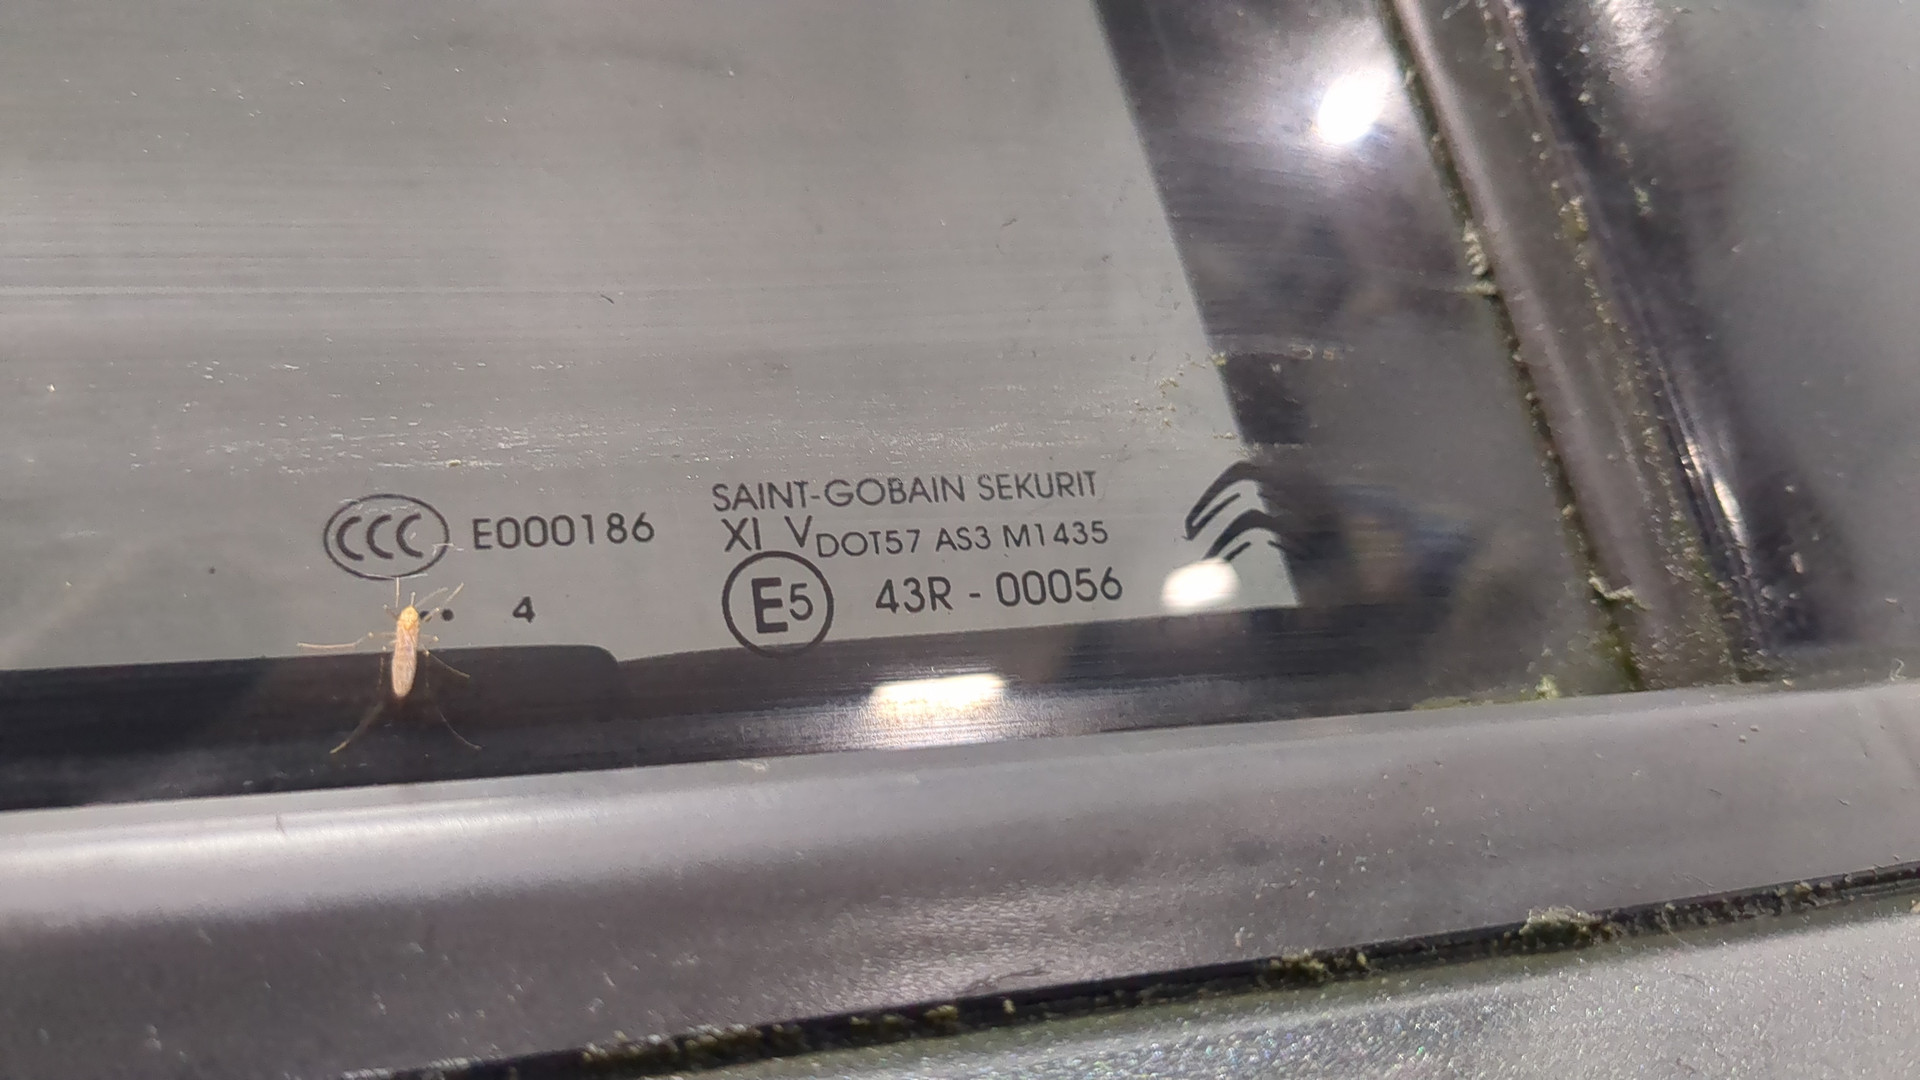 CCC E000186
•• 4
SAINT-GOBAIN SEKURIT
XI V DOT57 AS3 M1435
E5 43R - 00056